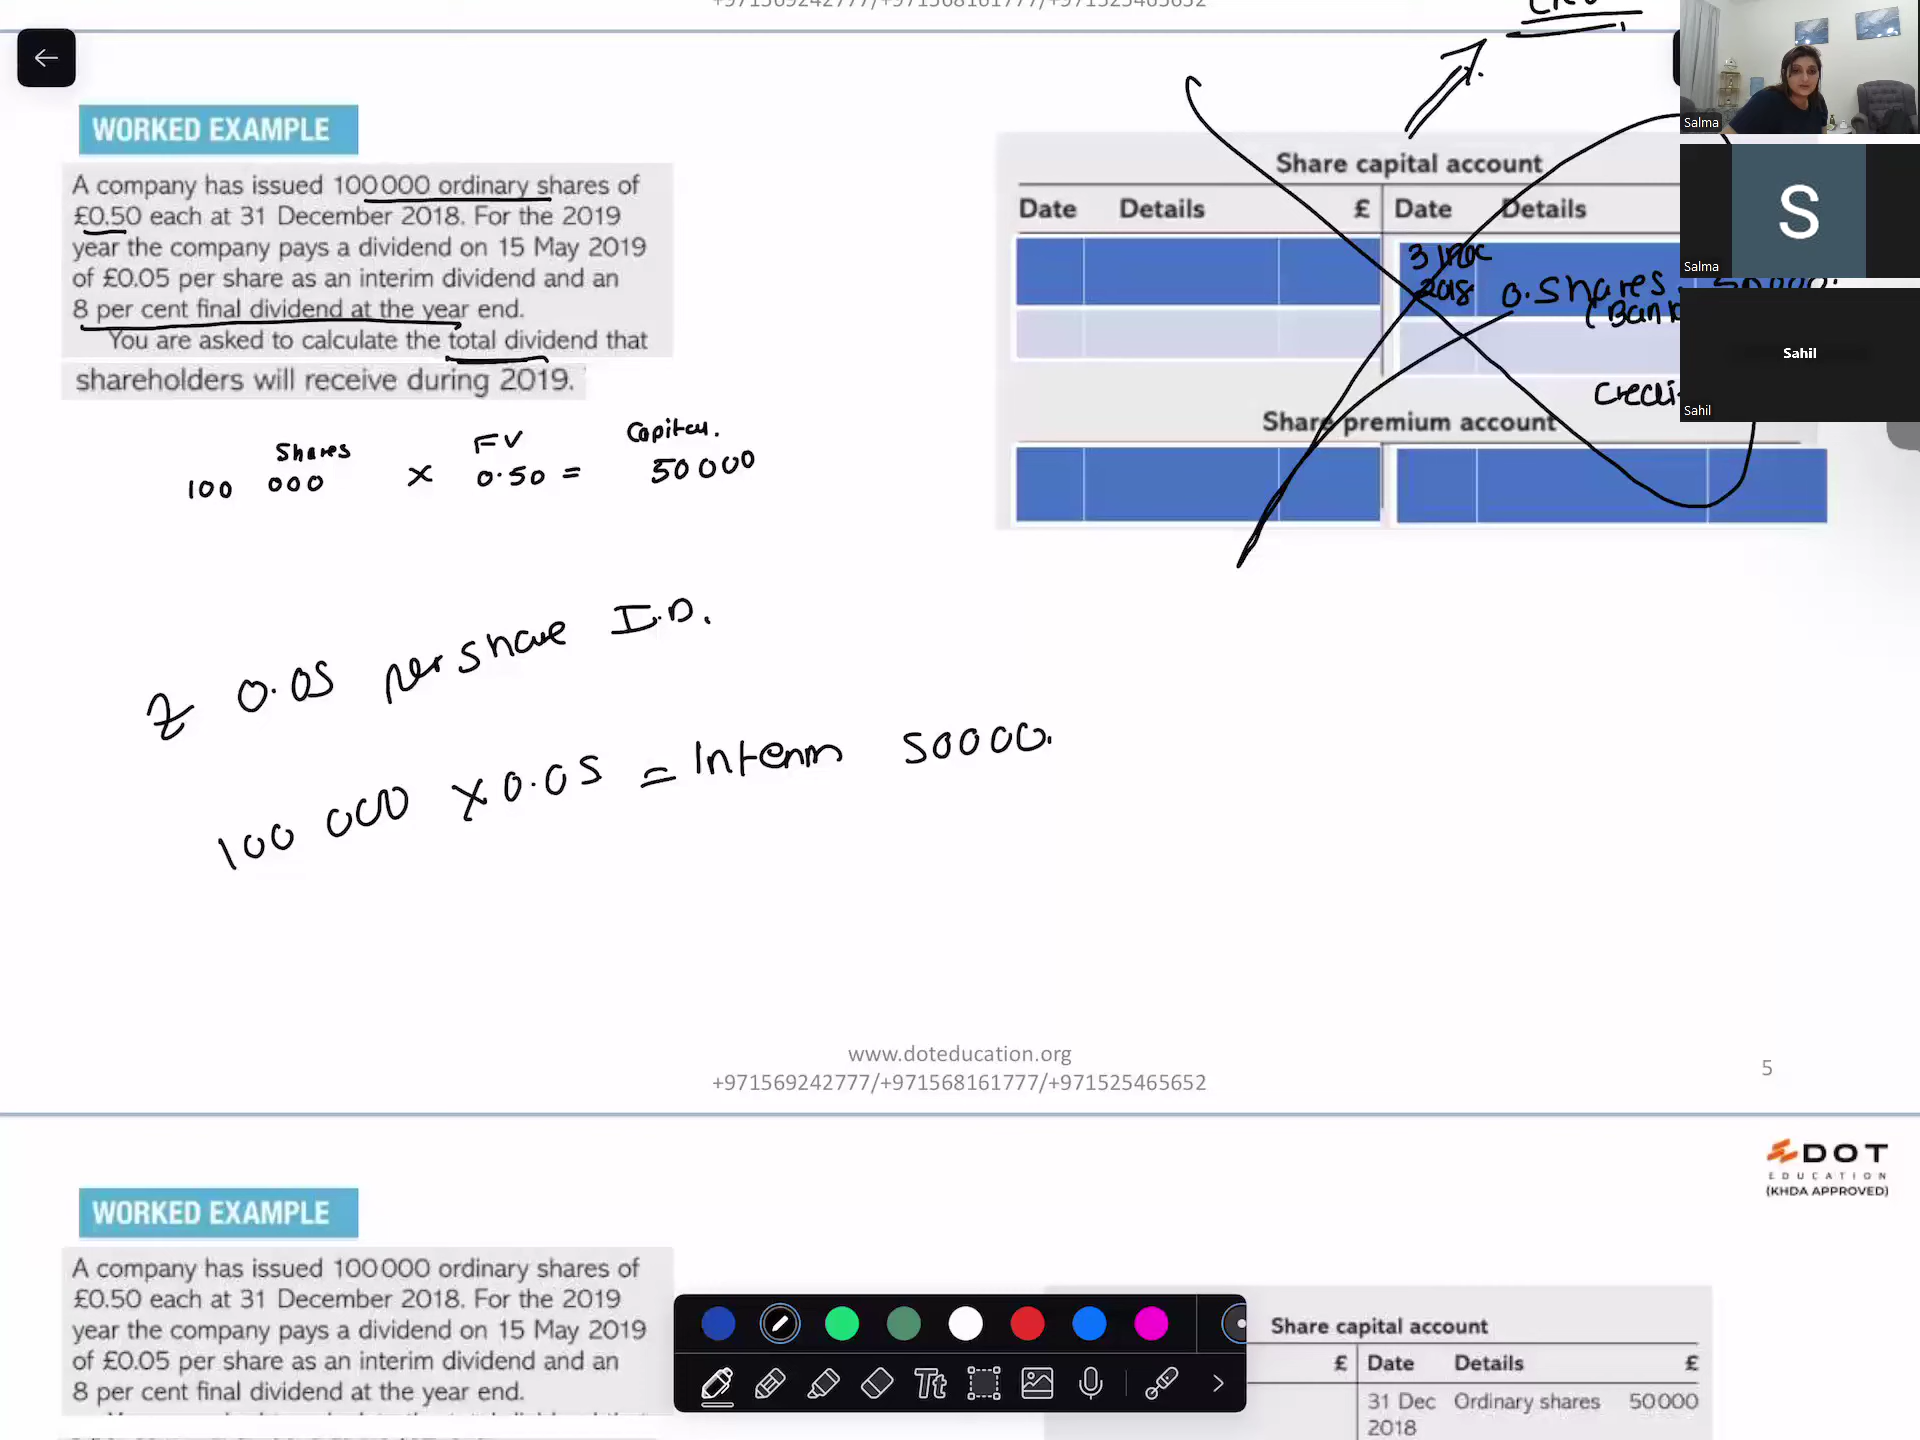 +971569242777/+971568161777/+971525465652
WORKED EXAMPLE
A company has issued 100 000 ordinary shares of
£0.50 each at 31 December 2018. For the 2019
year the company pays a dividend on 15 May 2019
of £0.05 per share as an interim dividend and an
8 per cent final dividend at the year end.
You are asked to calculate the total dividend that
shareholders will receive during 2019.
Shares FV Capital.
100 000 x 0.50 = 50 000
0.05 per share I.D.
100 000 x 0.05 = Interim 50000.
Share capital account
Date Details £ Date Details
31 Dec
2018 O.Shares 50000.
(Bank
Credi
Share premium account
Salma
S
Salma
Sahil
Sahil
www.doteducation.org
+971569242777/+971568161777/+971525465652
5
DOT
EDUCATION
(KHDA APPROVED)
WORKED EXAMPLE
A company has issued 100 000 ordinary shares of
£0.50 each at 31 December 2018. For the 2019
year the company pays a dividend on 15 May 2019
of £0.05 per share as an interim dividend and an
8 per cent final dividend at the year end.
Tt
Share capital account
£ Date Details £
31 Dec Ordinary shares 50 000
2018